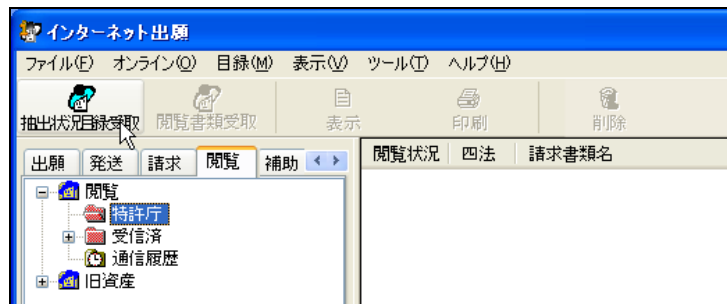 インターネット出願
ファイル(F) オンライン(O) 目録(M) 表示(V) ツール(T) ヘルプ(H)
抽出状況目録受取 閲覧書類受取 表示 印刷 削除
出願 発送 請求 閲覧 補助
閲覧状況 四法 請求書類名
閲覧
特許庁
受信済
通信履歴
旧資産